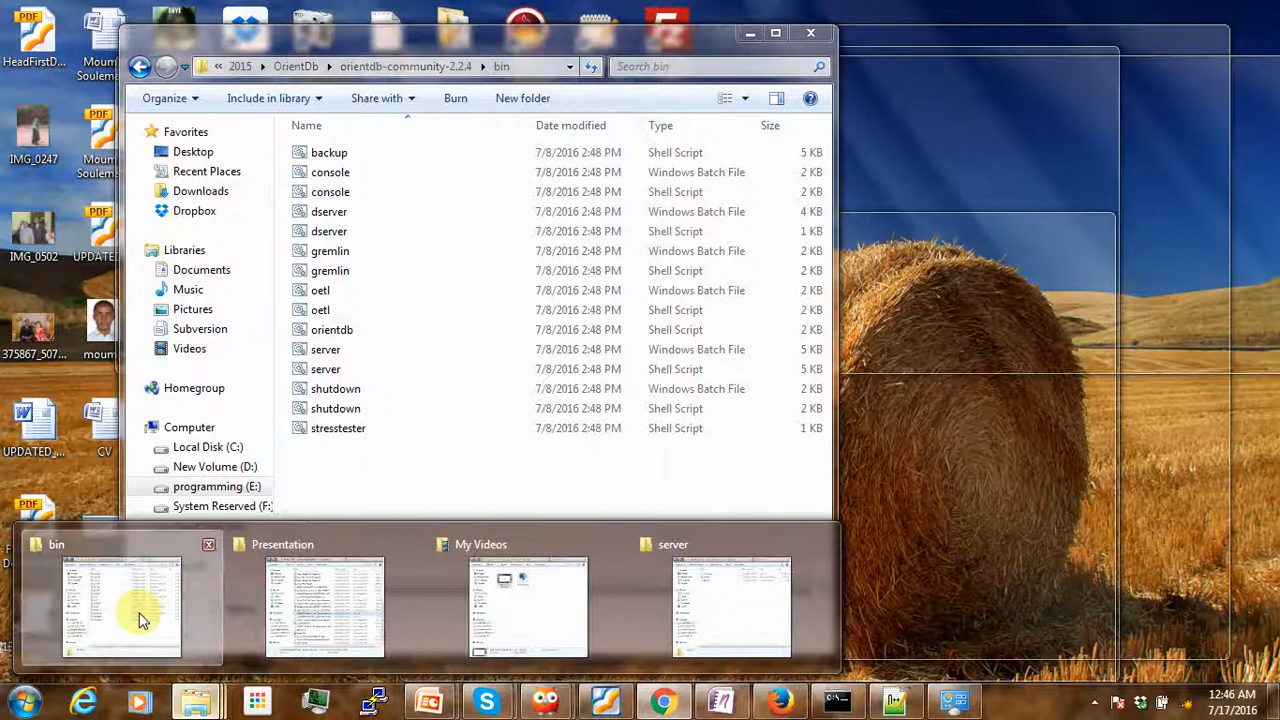 HeadFirstD...
Moum
Soulem
IMG_0247
Moum
Soulem
IMG_0502
UPDATED
375867_507...
moum
UPDATED_...
CV
« 2015 OrientDb orientdb-community-2.2.4 bin
Search bin
Organize Include in library Share with Burn New folder
Name Date modified Type Size
Favorites
Desktop
Recent Places
Downloads
Dropbox
Libraries
Documents
Music
Pictures
Subversion
Videos
Homegroup
Computer
Local Disk (C:)
New Volume (D:)
programming (E:)
System Reserved (F:
backup 7/8/2016 2:48 PM Shell Script 5 KB
console 7/8/2016 2:48 PM Windows Batch File 2 KB
console 7/8/2016 2:48 PM Shell Script 2 KB
dserver 7/8/2016 2:48 PM Windows Batch File 4 KB
dserver 7/8/2016 2:48 PM Shell Script 1 KB
gremlin 7/8/2016 2:48 PM Windows Batch File 2 KB
gremlin 7/8/2016 2:48 PM Shell Script 2 KB
oetl 7/8/2016 2:48 PM Windows Batch File 2 KB
oetl 7/8/2016 2:48 PM Shell Script 2 KB
orientdb 7/8/2016 2:48 PM Shell Script 2 KB
server 7/8/2016 2:48 PM Windows Batch File 5 KB
server 7/8/2016 2:48 PM Shell Script 5 KB
shutdown 7/8/2016 2:48 PM Windows Batch File 2 KB
shutdown 7/8/2016 2:48 PM Shell Script 2 KB
stresstester 7/8/2016 2:48 PM Shell Script 1 KB
bin Presentation My Videos server
12:46 AM
7/17/2016